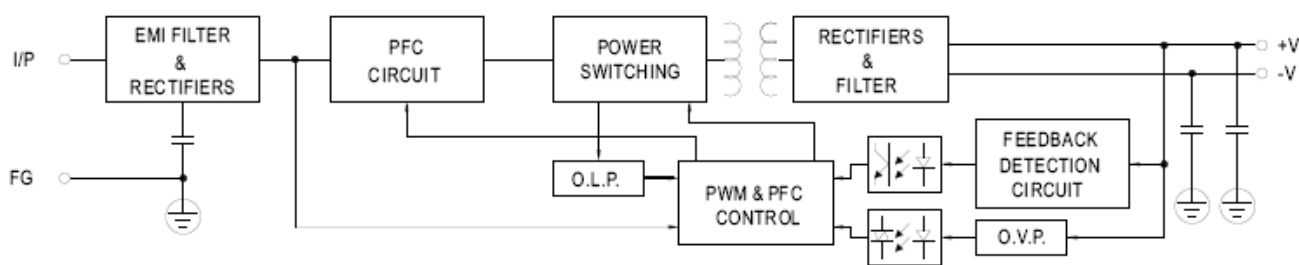 I/P
EMI FILTER
&
RECTIFIERS
PFC
CIRCUIT
POWER
SWITCHING
RECTIFIERS
&
FILTER
+V
-V
FG
O.L.P.
PWM & PFC
CONTROL
FEEDBACK
DETECTION
CIRCUIT
O.V.P.